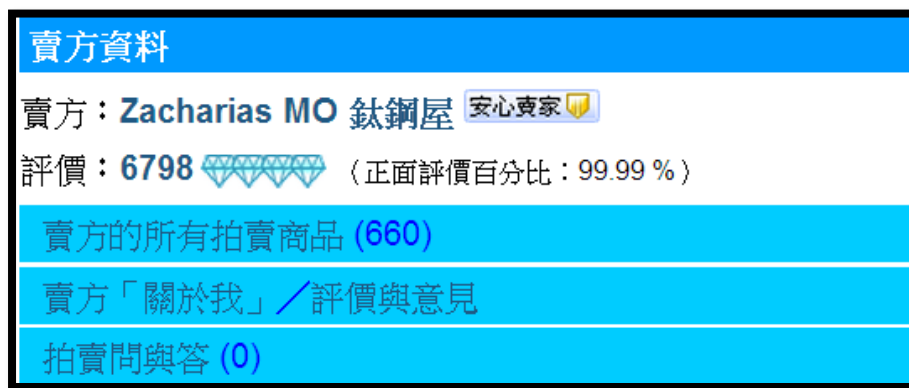 賣方資料
賣方：Zacharias MO 鈦鋼屋 安心賣家
評價：6798 （正面評價百分比：99.99 %）
賣方的所有拍賣商品 (660)
賣方「關於我」／評價與意見
拍賣問與答 (0)